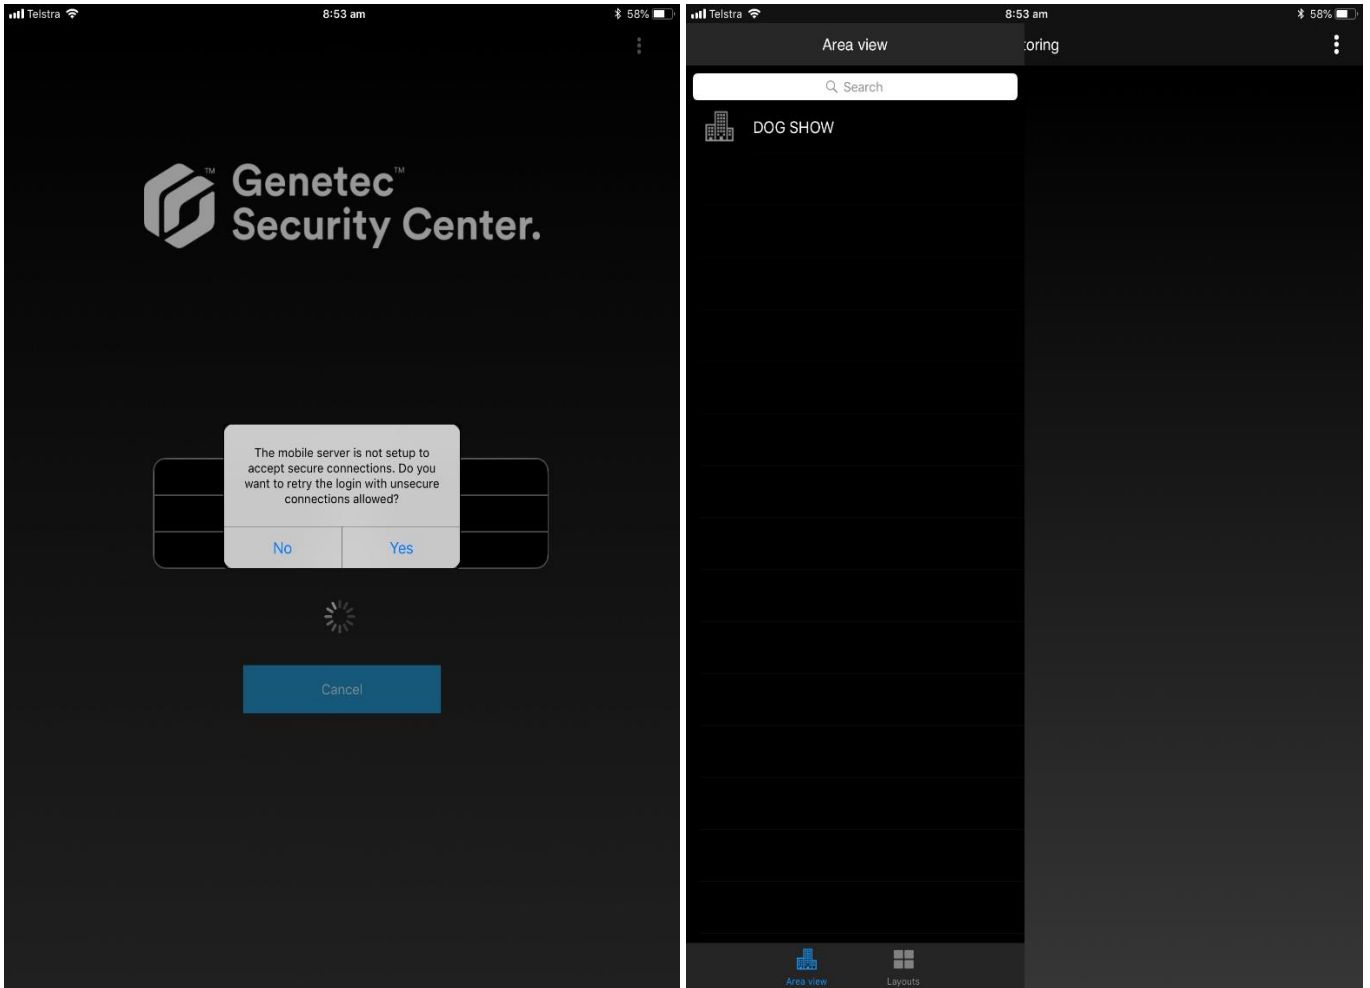 Telstra
8:53 am
58%
Genetec™
Security Center.
™
The mobile server is not setup to
accept secure connections. Do you
want to retry the login with unsecure
connections allowed?
No
Yes
Cancel
Telstra
8:53 am
58%
Area view
toring
Search
DOG SHOW
Area view
Layouts